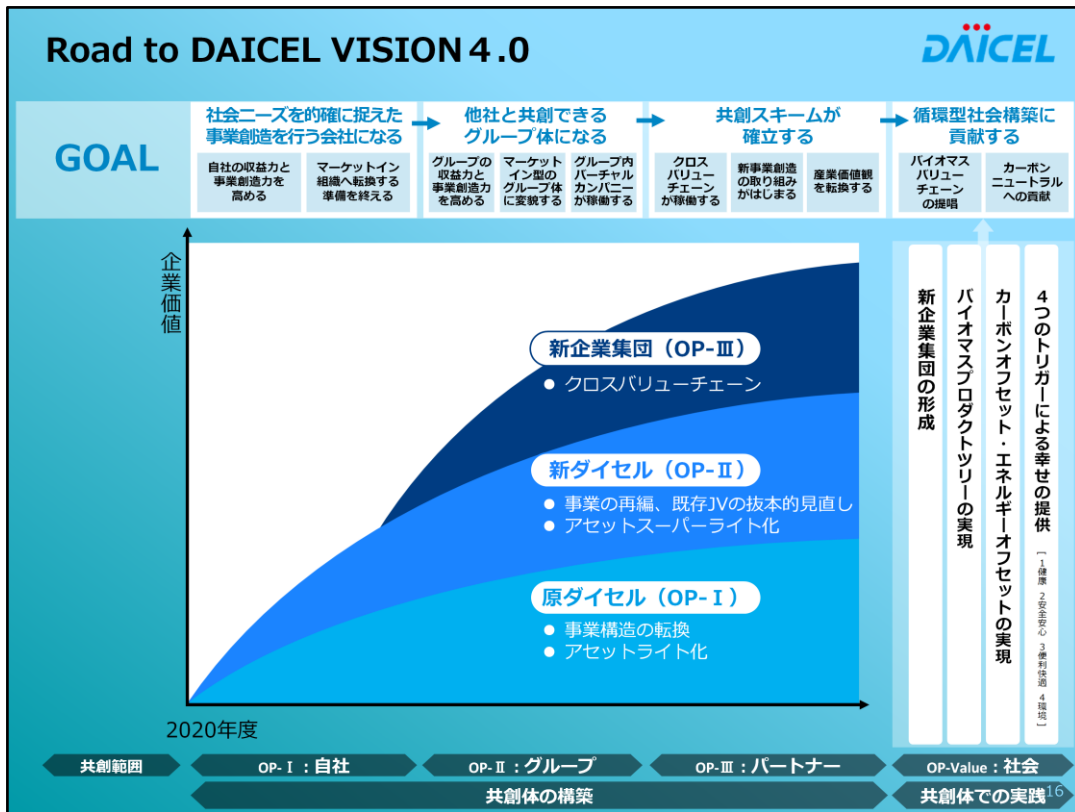 Road to DAICEL VISION 4.0
DAICEL
GOAL
社会ニーズを的確に捉えた
事業創造を行う会社になる
自社の収益力と
事業創造力を
高める
マーケットイン
組織へ転換する
準備を終える
他社と共創できる
グループ体になる
グループの
収益力と
事業創造力
を高める
マーケット
イン型の
グループ体
に変貌する
グループ内
バーチャル
カンパニー
が稼働する
共創スキームが
確立する
クロス
バリュー
チェーン
が稼働する
新事業創造
の取り組み
がはじまる
産業価値観
を転換する
循環型社会構築に
貢献する
バイオマス
バリュー
チェーン
の提唱
カーボン
ニュートラル
への貢献
企業価値
新企業集団（OP-Ⅲ）
● クロスバリューチェーン
新ダイセル（OP-Ⅱ）
● 事業の再編、既存JVの抜本的見直し
● アセットスーパーライト化
原ダイセル（OP-Ⅰ）
● 事業構造の転換
● アセットライト化
2020年度
新企業集団の形成
バイオマスプロダクトツリーの実現
カーボンオフセット・エネルギーオフセットの実現
4つのトリガーによる幸せの提供
[ 1健康 2安全安心 3便利快適 4環境 ]
共創範囲
OP-Ⅰ：自社
OP-Ⅱ：グループ
OP-Ⅲ：パートナー
OP-Value：社会
共創体の構築
共創体での実践
16